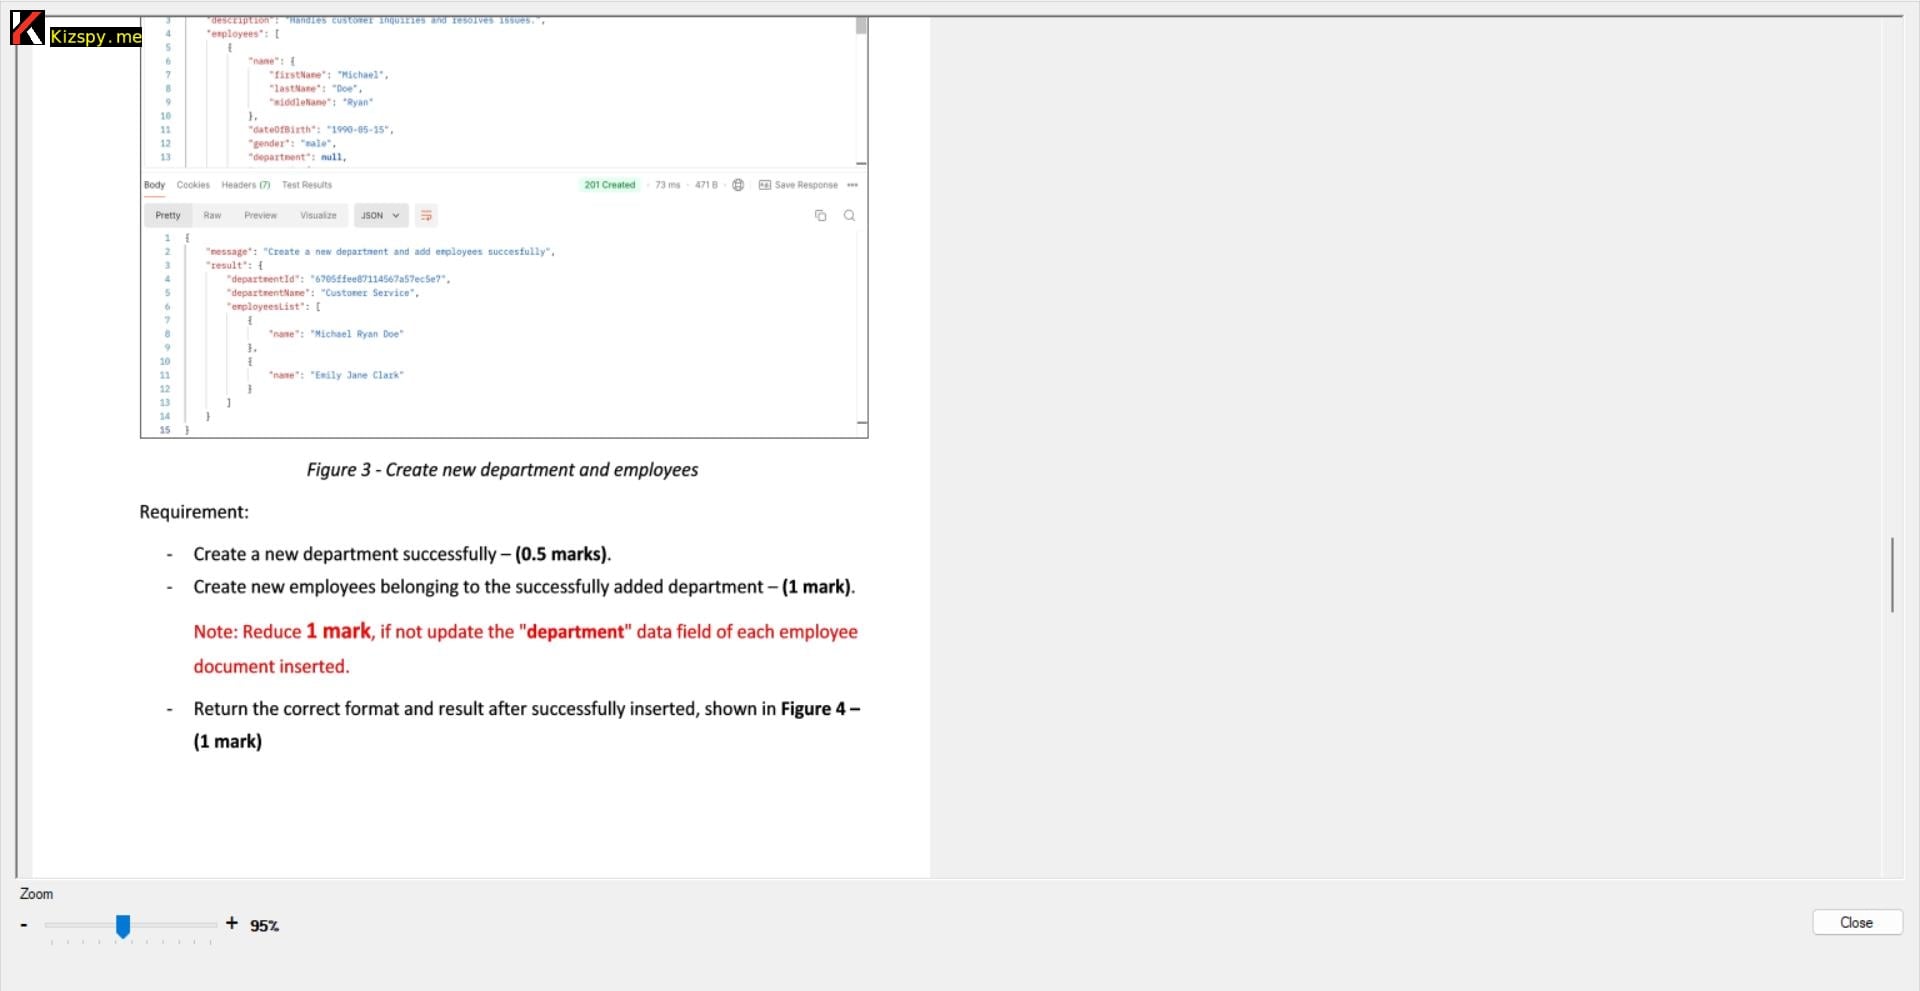 Kizspy.me
3 "description": "Handles customer inquiries and resolves issues.",
4 "employees": [
5 {
6 "name": {
7 "firstName": "Michael",
8 "lastName": "Doe",
9 "middleName": "Ryan"
10 },
11 "dateOfBirth": "1990-05-15",
12 "gender": "male",
13 "department": null,
Body Cookies Headers (7) Test Results 201 Created 73 ms 471 B Save Response
Pretty Raw Preview Visualize JSON
1 {
2 "message": "Create a new department and add employees succesfully",
3 "result": {
4 "departmentId": "6705ffee87114567a57ec5e7",
5 "departmentName": "Customer Service",
6 "employeesList": [
7 {
8 "name": "Michael Ryan Doe"
9 },
10 {
11 "name": "Emily Jane Clark"
12 }
13 ]
14 }
15 }
Figure 3 - Create new department and employees
Requirement:
- Create a new department successfully – (0.5 marks).
- Create new employees belonging to the successfully added department – (1 mark).
Note: Reduce 1 mark, if not update the "department" data field of each employee
document inserted.
- Return the correct format and result after successfully inserted, shown in Figure 4 –
(1 mark)
Zoom
- + 95%
Close